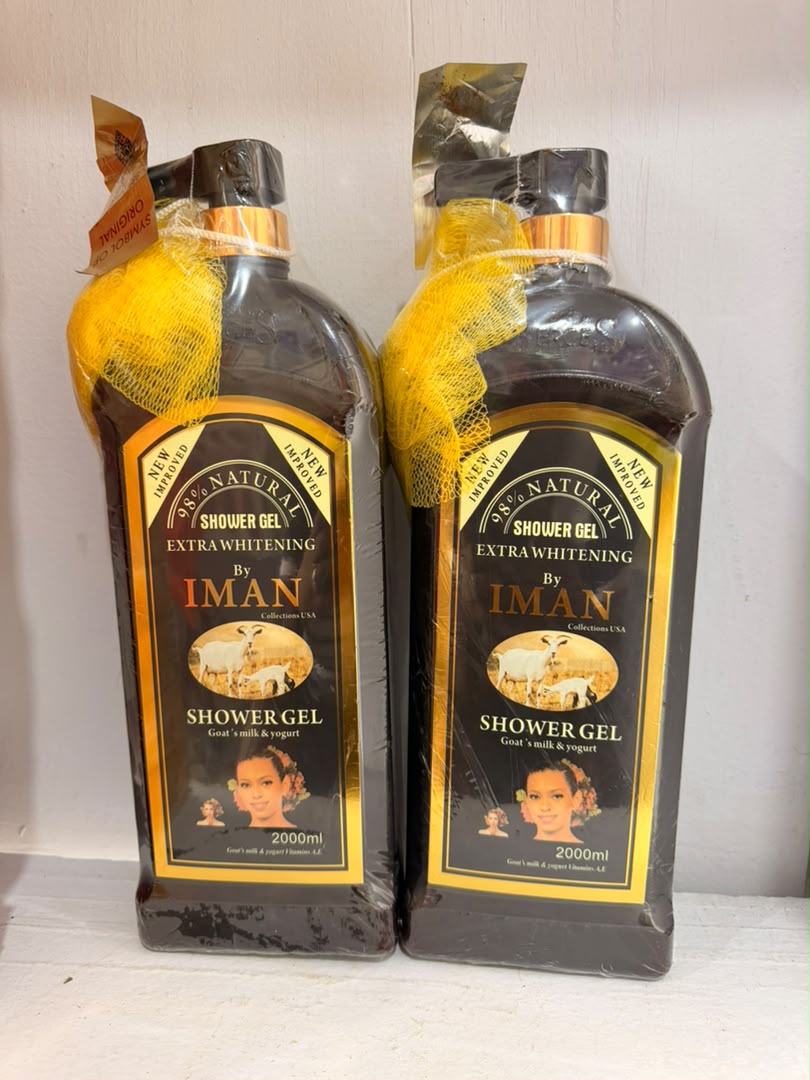 SYMBOL OF
ORIGINAL
NEW
IMPROVED
NEW
IMPROVED
98% NATURAL
SHOWER GEL
EXTRA WHITENING
By
IMAN
Collections USA
SHOWER GEL
Goat's milk & yogurt
2000ml
Goat's milk & yogurt Vitamins A.E
NEW
IMPROVED
NEW
IMPROVED
98% NATURAL
SHOWER GEL
EXTRA WHITENING
By
IMAN
Collections USA
SHOWER GEL
Goat's milk & yogurt
2000ml
Goat's milk & yogurt Vitamins A.E